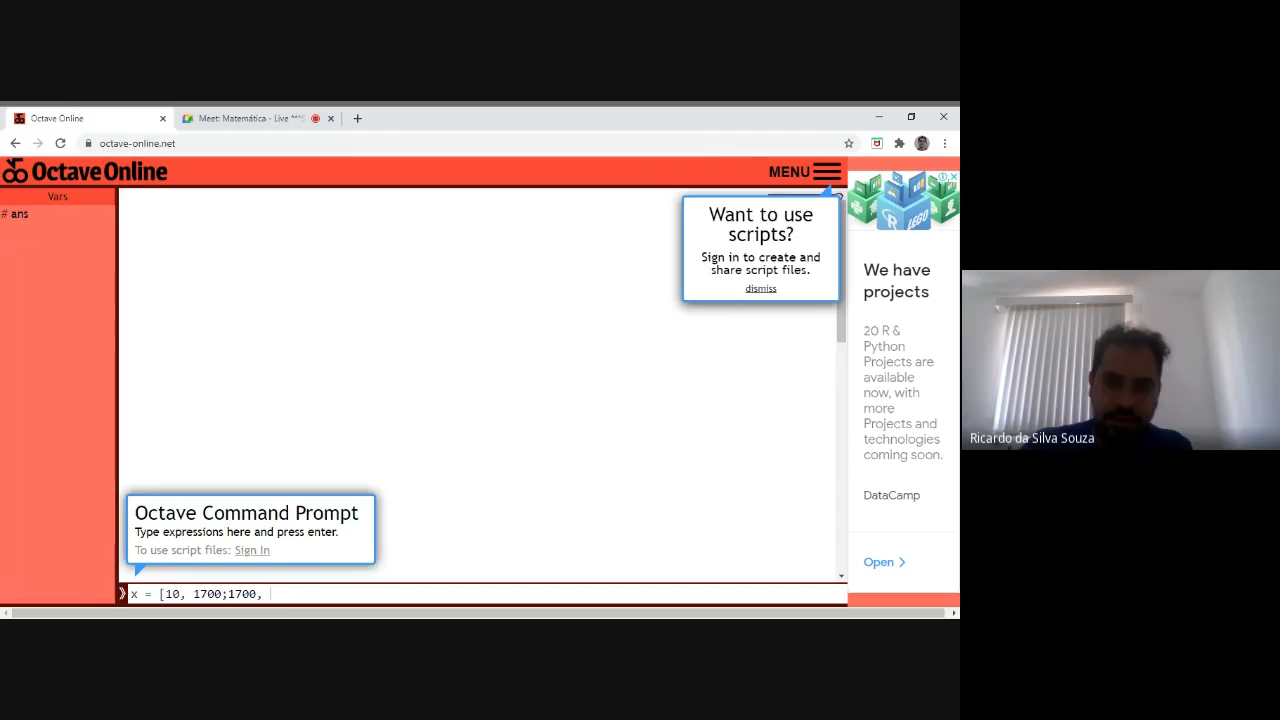 Octave Online
Meet: Matemática - Live ***
octave-online.net
OctaveOnline
MENU
Vars
# ans
Want to use
scripts?
Sign in to create and
share script files.
dismiss
We have
projects
20 R &
Python
Projects are
available
now, with
more
Projects and
technologies
coming soon.
DataCamp
Open
Ricardo da Silva Souza
Octave Command Prompt
Type expressions here and press enter.
To use script files: Sign In
x = [10, 1700;1700,